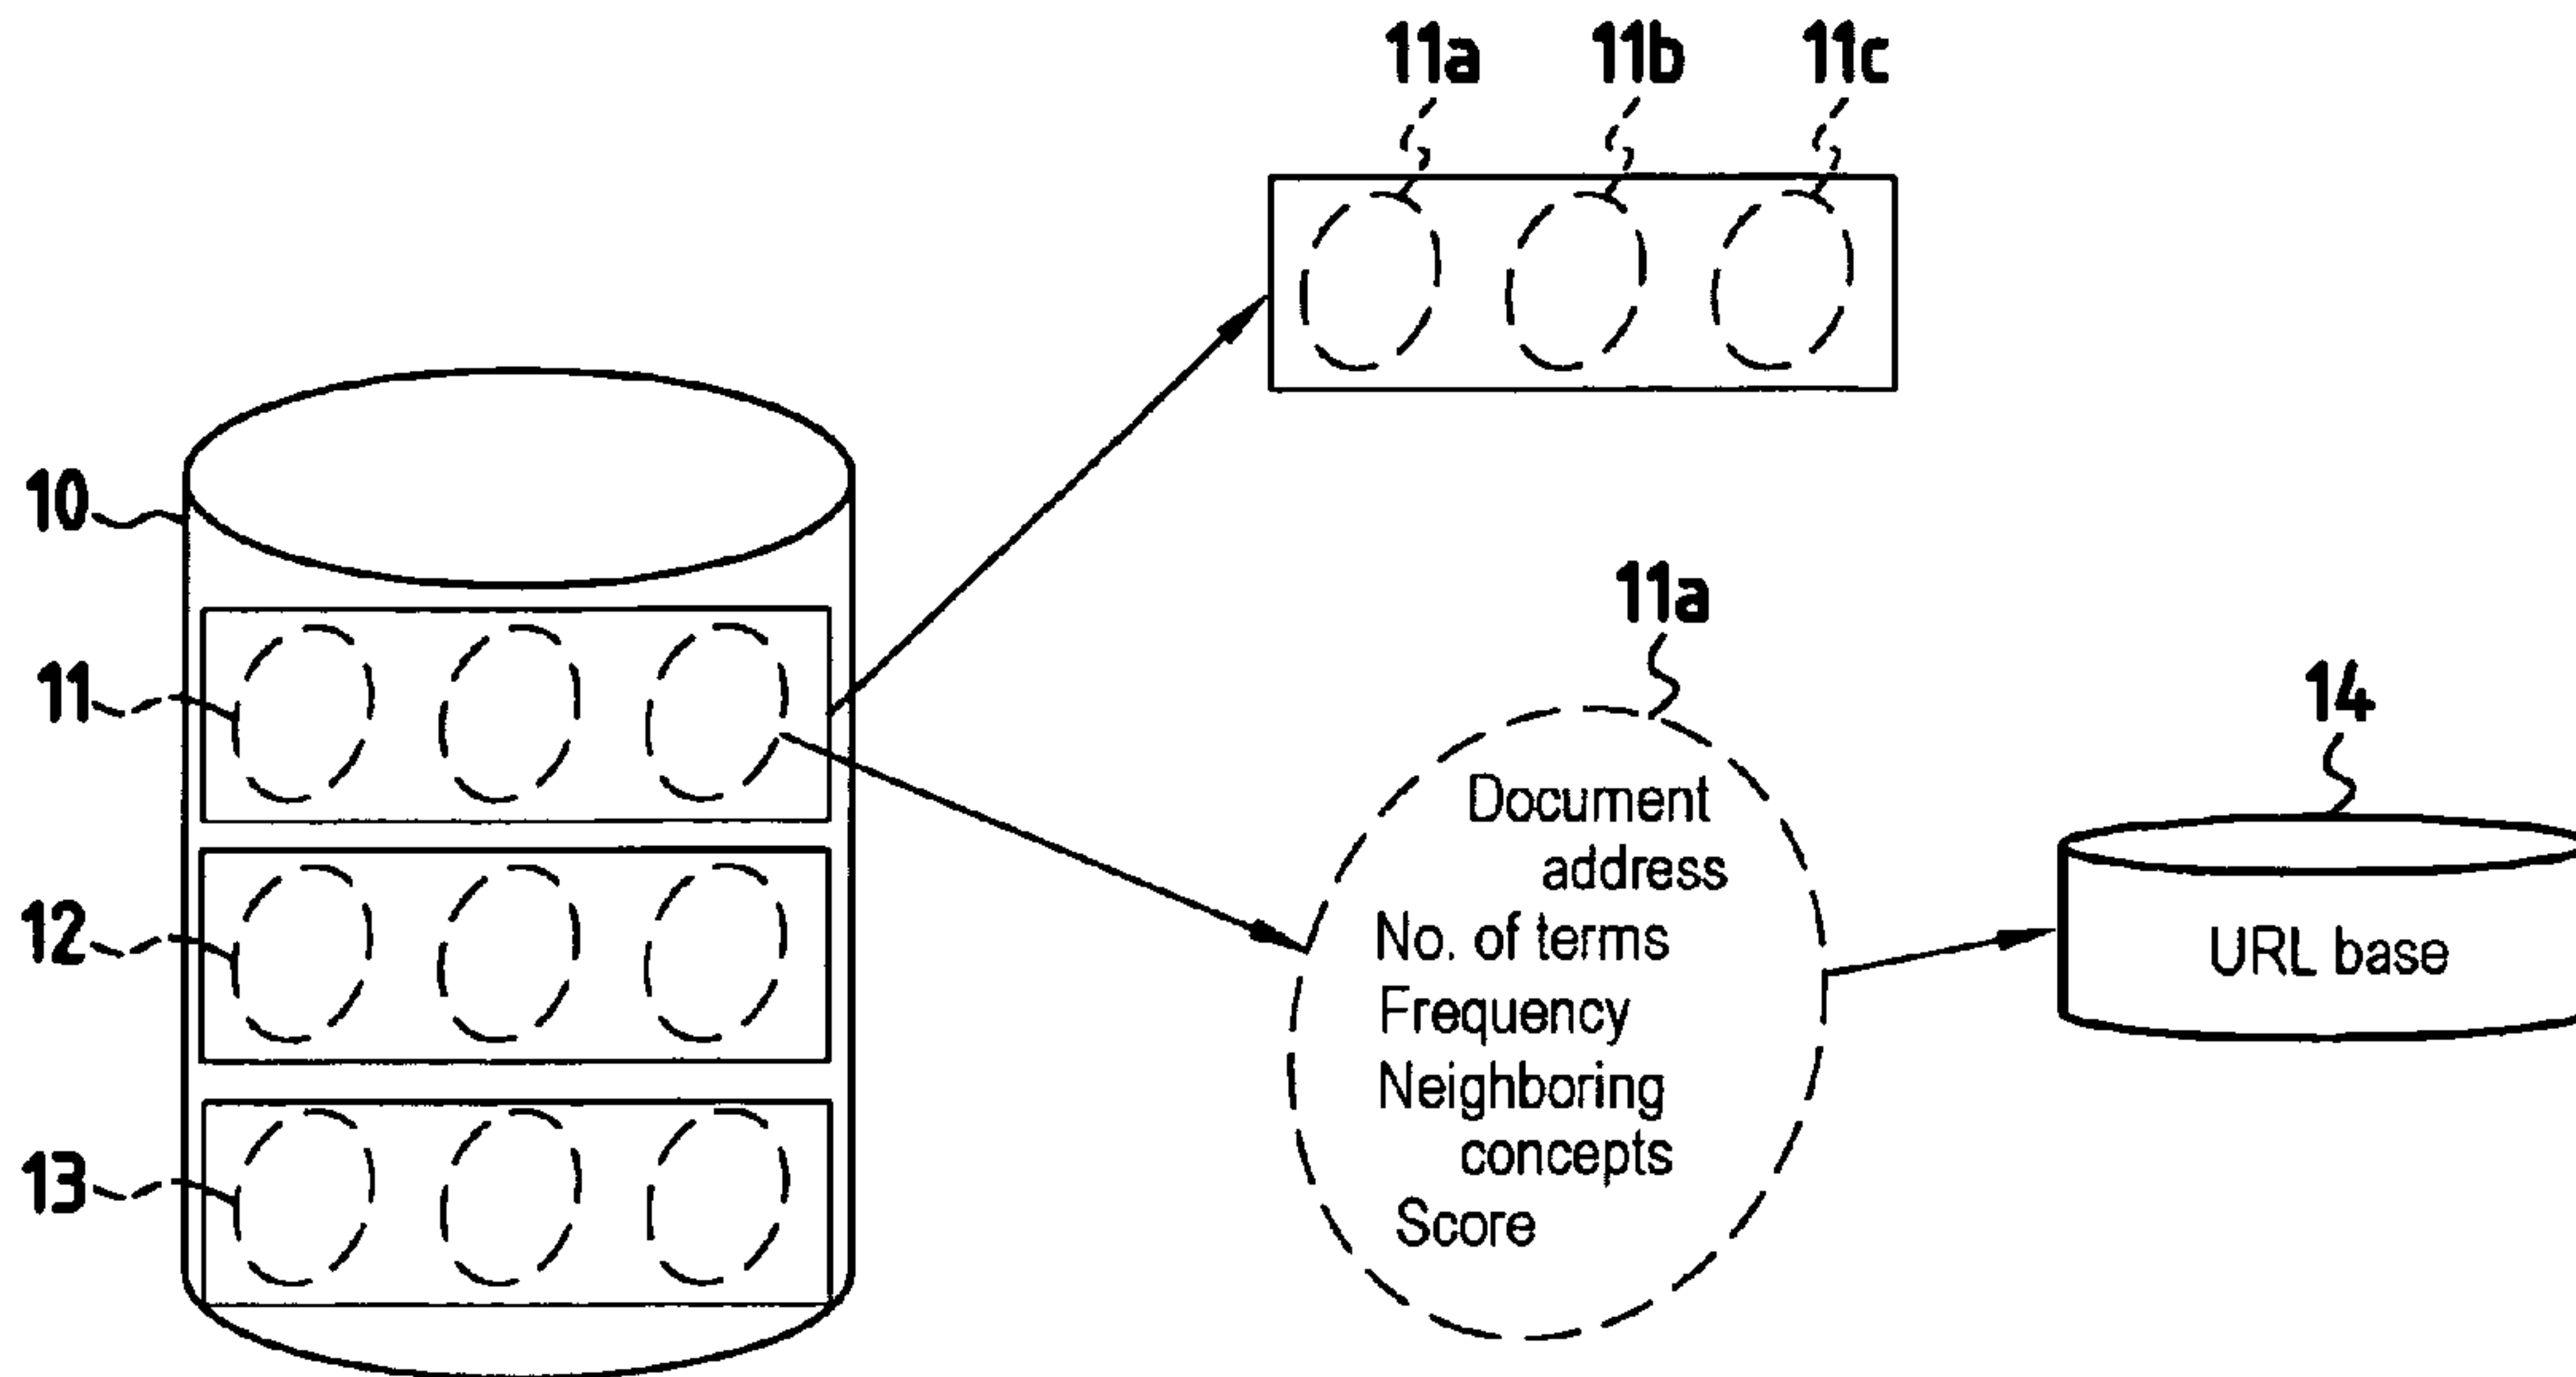 11a 11b 11c
10
11a
11
14
Document
address
No. of terms
12
URL base
Frequency
Neighboring
concepts
13
Score